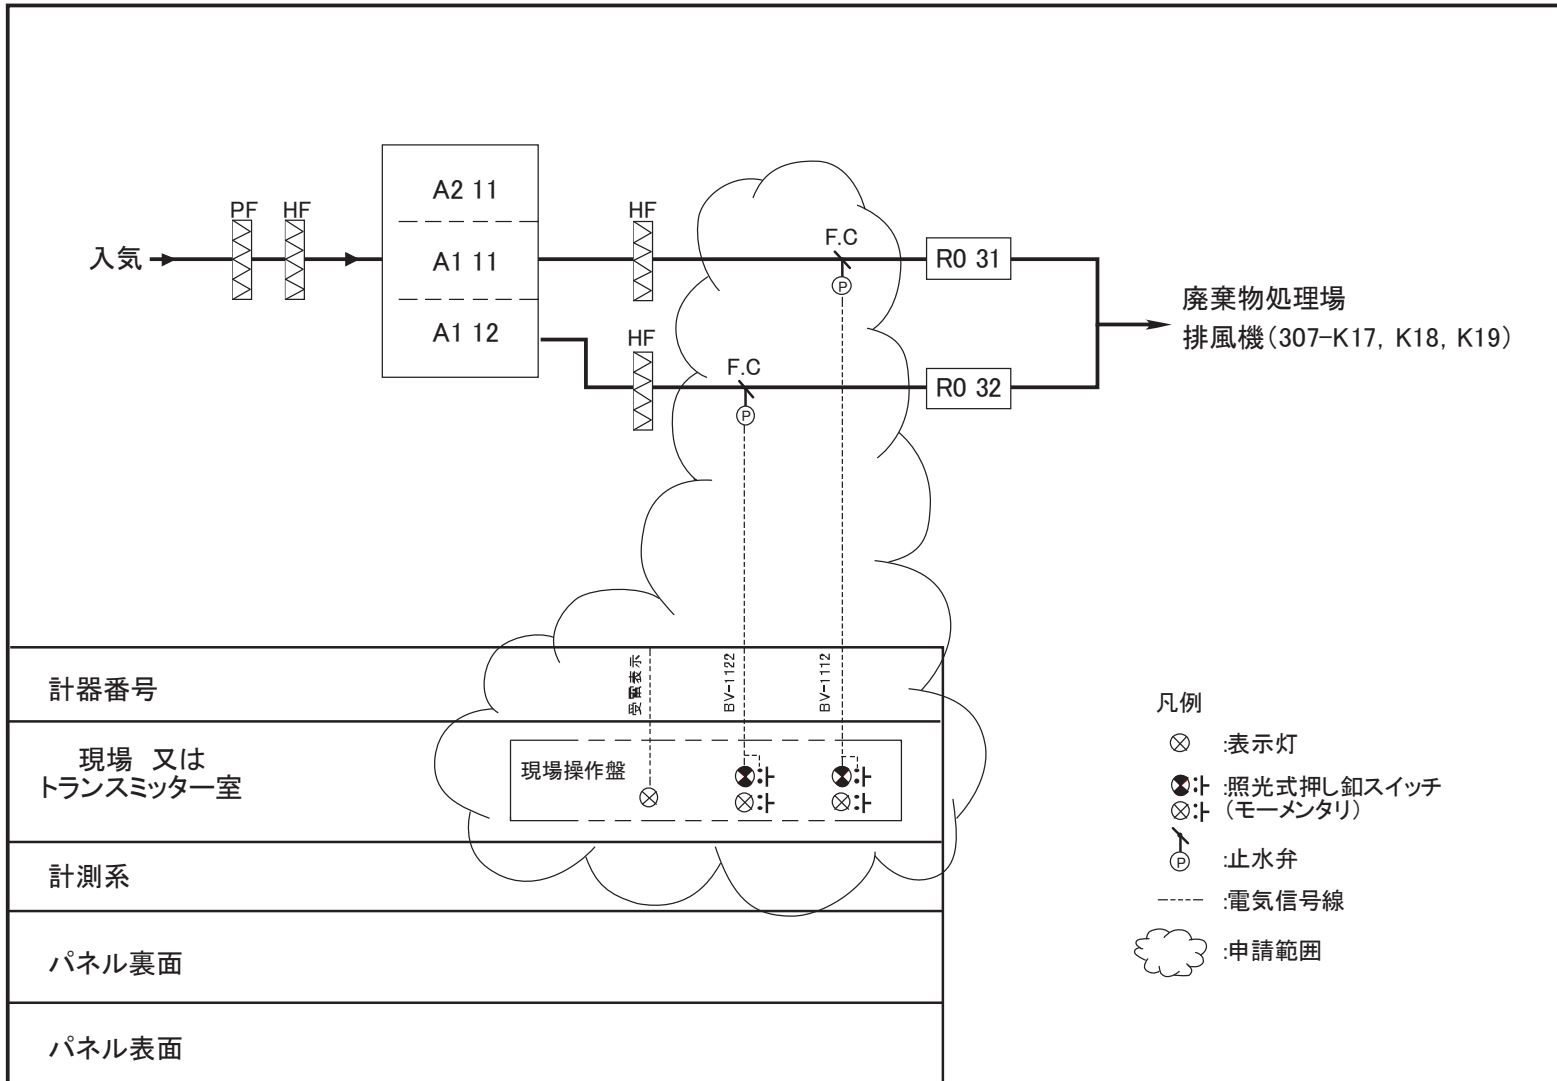 A2 11
PF
HF
HF
F.C
入気
A1 11
R0 31
P
A1 12
HF
F.C
R0 32
P
廃棄物処理場
排風機(307-K17, K18, K19)
計器番号
受電表示
BV-1122
BV-1112
現場 又は
トランスミッター室
現場操作盤
計測系
パネル裏面
パネル表面
凡例
:表示灯
:照光式押し釦スイッチ
(モーメンタリ)
P
:止水弁
:電気信号線
:申請範囲